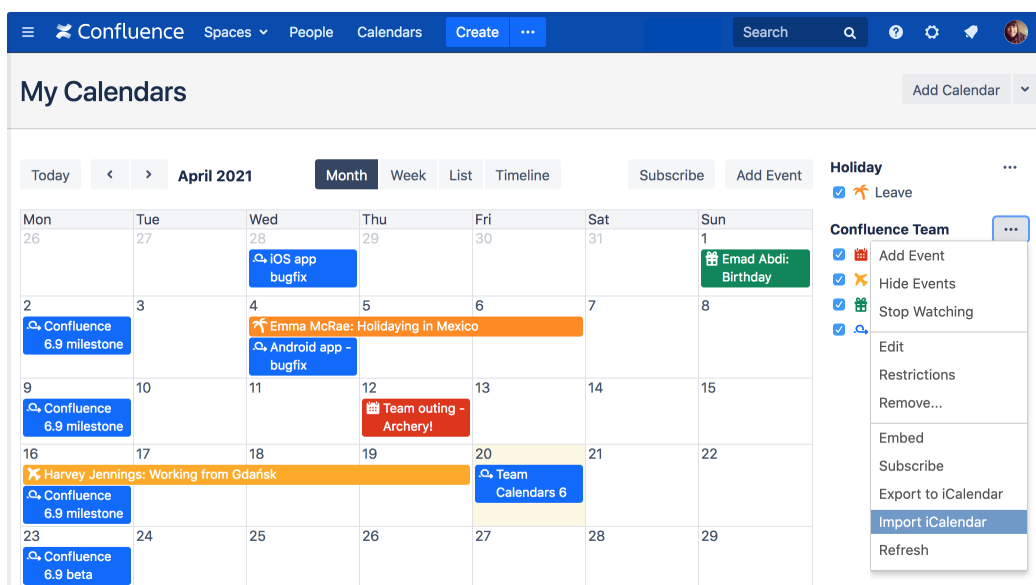 Confluence Spaces People Calendars Create ... Search
My Calendars
Add Calendar
Today < > April 2021 Month Week List Timeline Subscribe Add Event
Mon Tue Wed Thu Fri Sat Sun
26 27 28 29 30 31 1
iOS app
bugfix
Emad Abdi:
Birthday
2 3 4 5 6 7 8
Confluence
6.9 milestone
Emma McRae: Holidaying in Mexico
Android app -
bugfix
9 10 11 12 13 14 15
Confluence
6.9 milestone
Team outing -
Archery!
16 17 18 19 20 21 22
Harvey Jennings: Working from Gdańsk
Team
Calendars 6
Confluence
6.9 milestone
23 24 25 26 27 28 29
Confluence
6.9 beta
Holiday ...
Leave
Confluence Team ...
Add Event
Hide Events
Stop Watching
Edit
Restrictions
Remove...
Embed
Subscribe
Export to iCalendar
Import iCalendar
Refresh